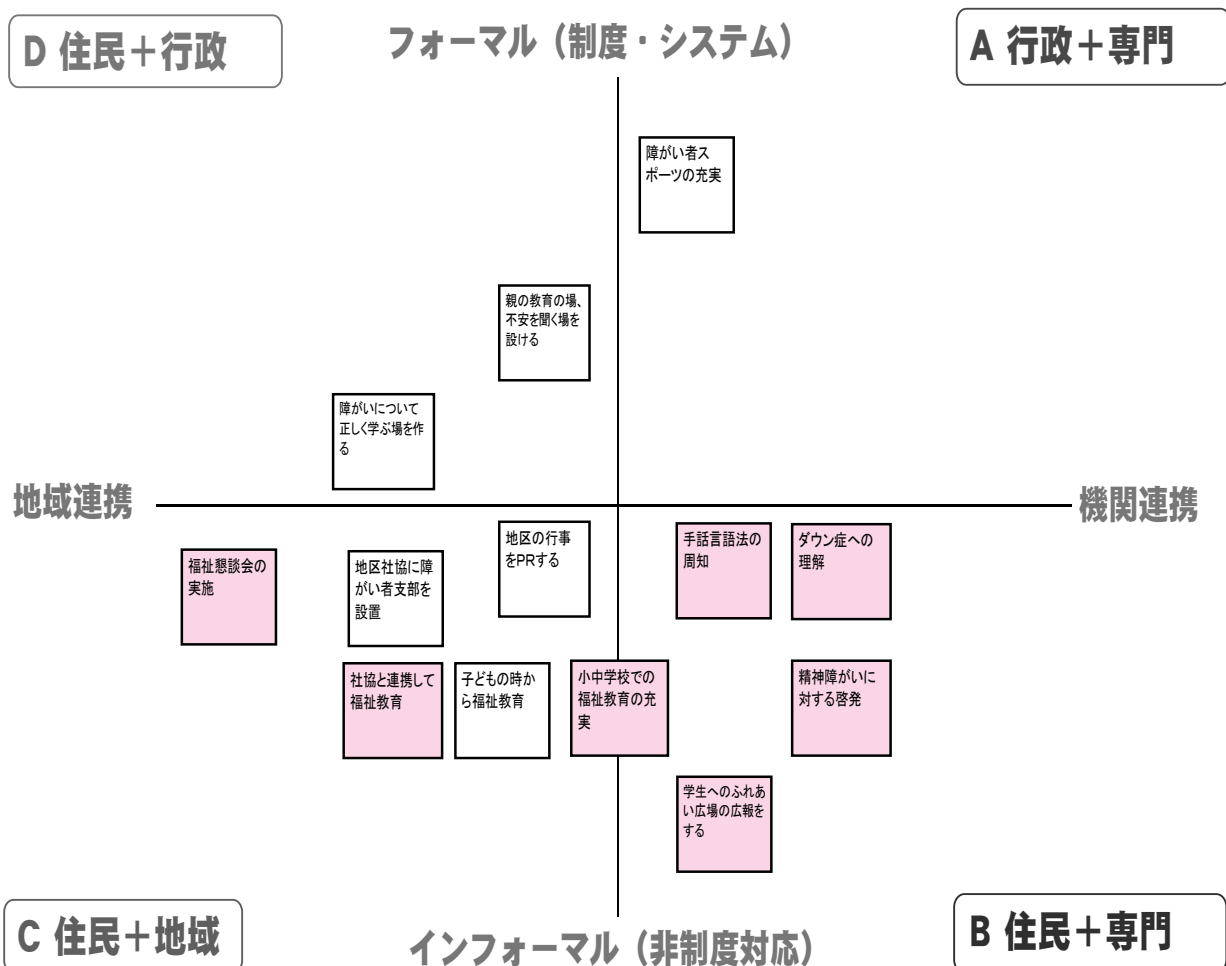 D 住民＋行政
フォーマル（制度・システム）
A 行政＋専門
障がい者ス
ポーツの充実
親の教育の場、
不安を聞く場を
設ける
障がいについて
正しく学ぶ場を作
る
地域連携
機関連携
福祉懇談会の
実施
地区社協に障
がい者支部を
設置
地区の行事
をPRする
手話言語法の
周知
ダウン症への
理解
社協と連携して
福祉教育
子どもの時か
ら福祉教育
小中学校での
福祉教育の充
実
精神障がいに
対する啓発
学生へのふれあ
い広場の広報を
する
C 住民＋地域
インフォーマル（非制度対応）
B 住民＋専門